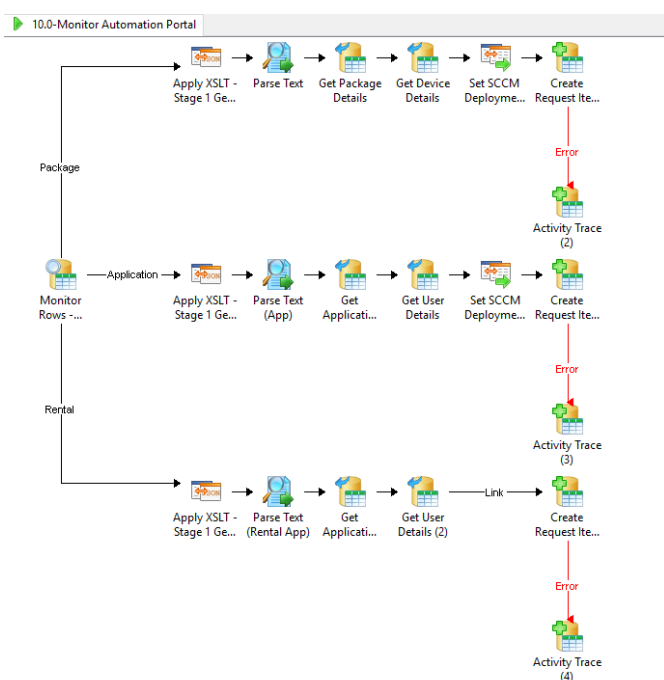 10.0-Monitor Automation Portal
Apply XSLT -
Stage 1 Ge...
Parse Text
Get Package
Details
Get Device
Details
Set SCCM
Deployme...
Create
Request Ite...
Error
Package
Activity Trace
(2)
Application
Monitor
Rows -...
Apply XSLT -
Stage 1 Ge...
Parse Text
(App)
Get
Applicati...
Get User
Details
Set SCCM
Deployme...
Create
Request Ite...
Error
Rental
Activity Trace
(3)
Link
Apply XSLT -
Stage 1 Ge...
Parse Text
(Rental App)
Get
Applicati...
Get User
Details (2)
Create
Request Ite...
Error
Activity Trace
(4)